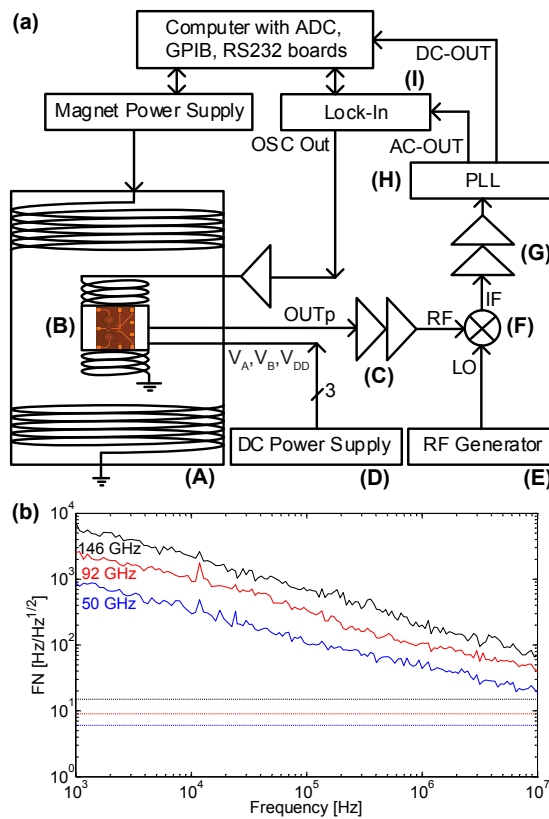 (a)
Computer with ADC,
GPIB, RS232 boards
DC-OUT
(I)
Magnet Power Supply
Lock-In
OSC Out
AC-OUT
(H)
PLL
(G)
(B)
OUTp
RF
IF
(F)
(C)
LO
V_A, V_B, V_DD
3
DC Power Supply
RF Generator
(A)
(D)
(E)
(b)
FN [Hz/Hz^1/2]
10^4
10^3
10^2
10^1
10^0
146 GHz
92 GHz
50 GHz
10^3 10^4 10^5 10^6 10^7
Frequency [Hz]